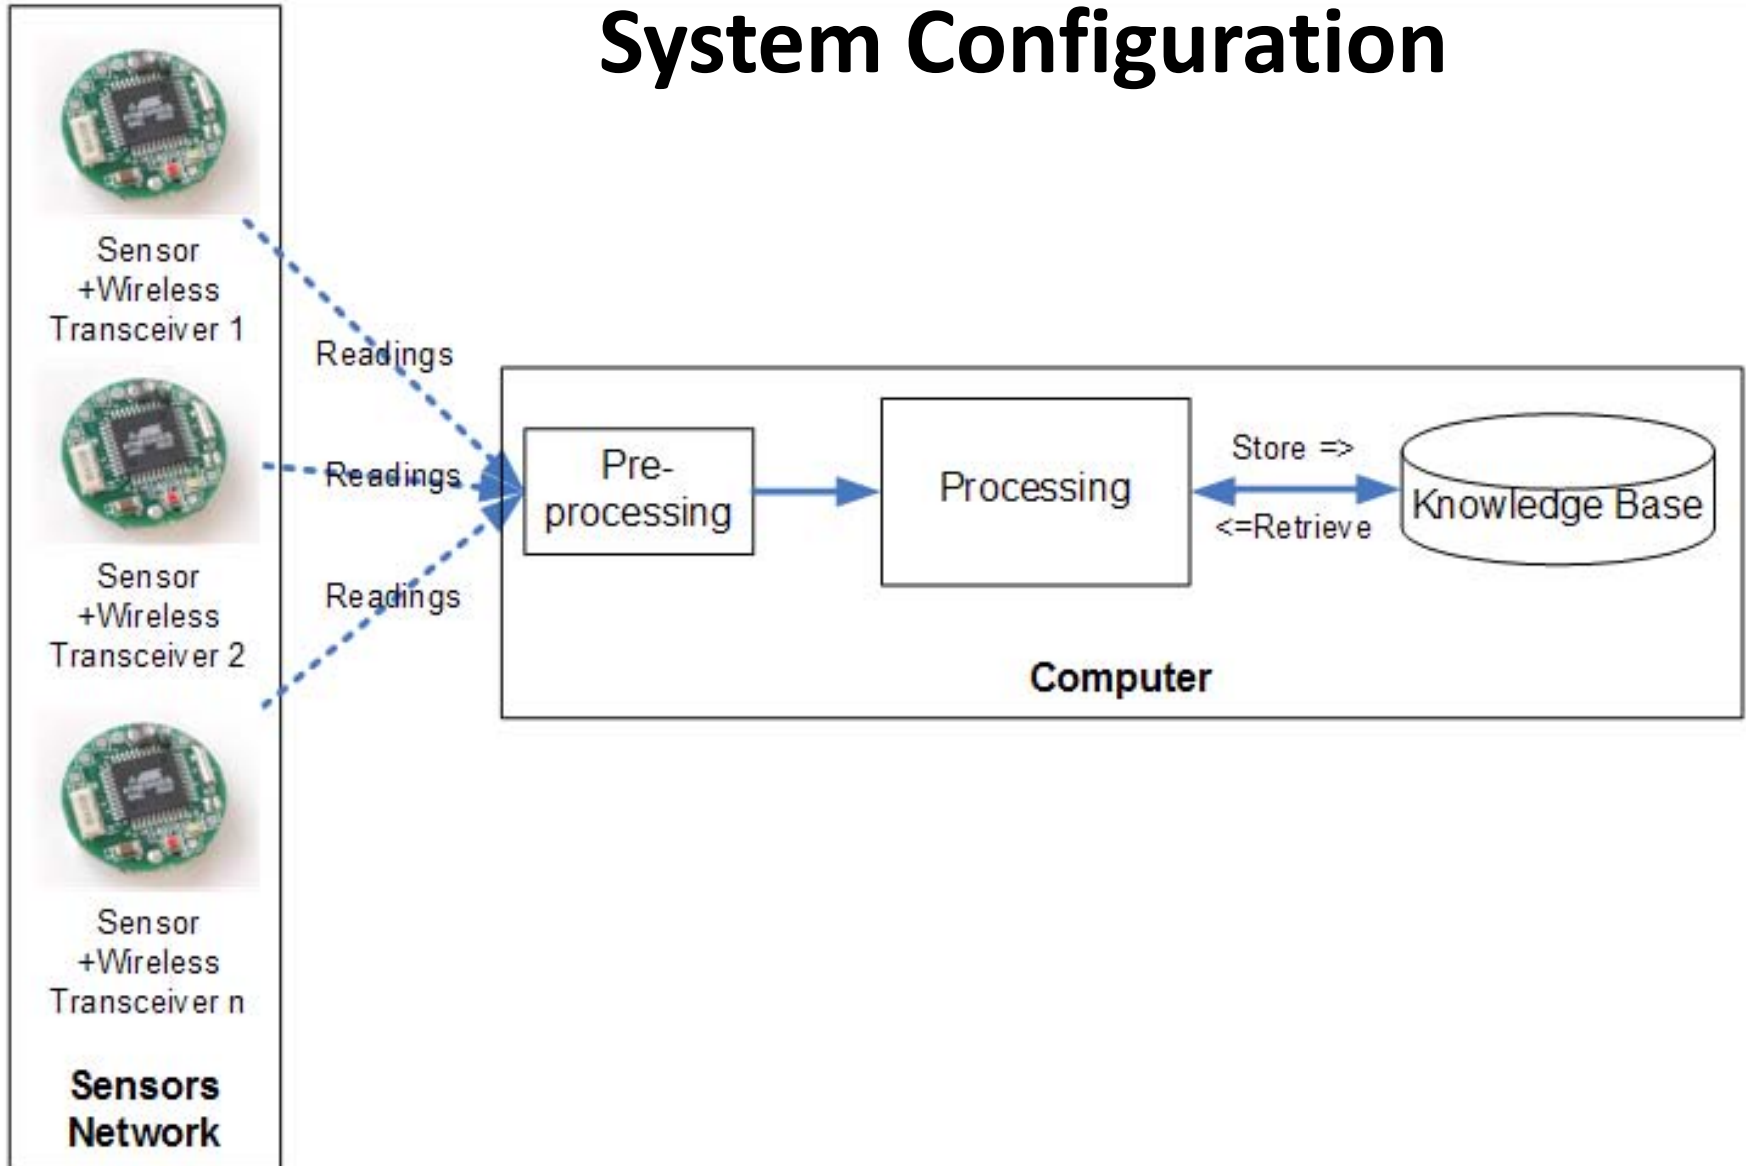 System Configuration
Sensor
+Wireless
Transceiver 1
Readings
Sensor
+Wireless
Transceiver 2
Readings
Sensor
+Wireless
Transceiver n
Readings
Sensors
Network
Pre-
processing
Processing
Store =>
<=Retrieve
Knowledge Base
Computer